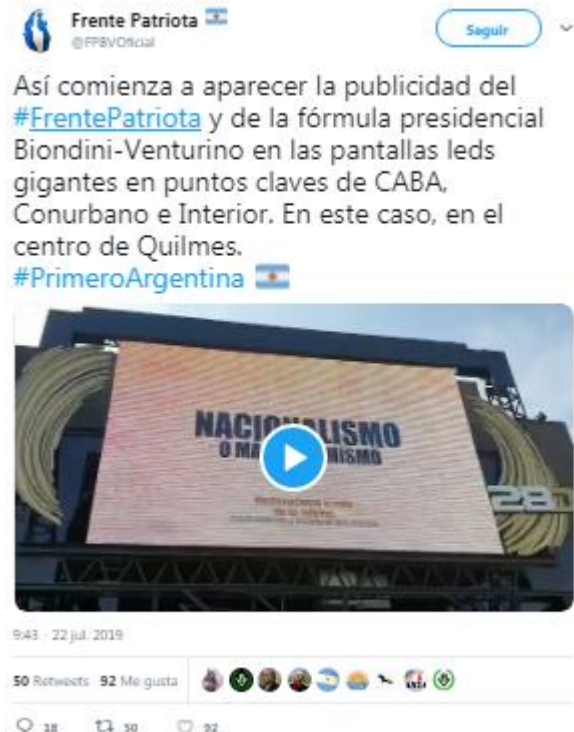 Frente Patriota
@FPBVOficial
Seguir
Así comienza a aparecer la publicidad del
#FrentePatriota y de la fórmula presidencial
Biondini-Venturino en las pantallas leds
gigantes en puntos claves de CABA,
Conurbano e Interior. En este caso, en el
centro de Quilmes.
#PrimeroArgentina
NACIONALISMO
O
28
9:43 - 22 jul. 2019
50 Retweets 92 Me gusta
18 50 92